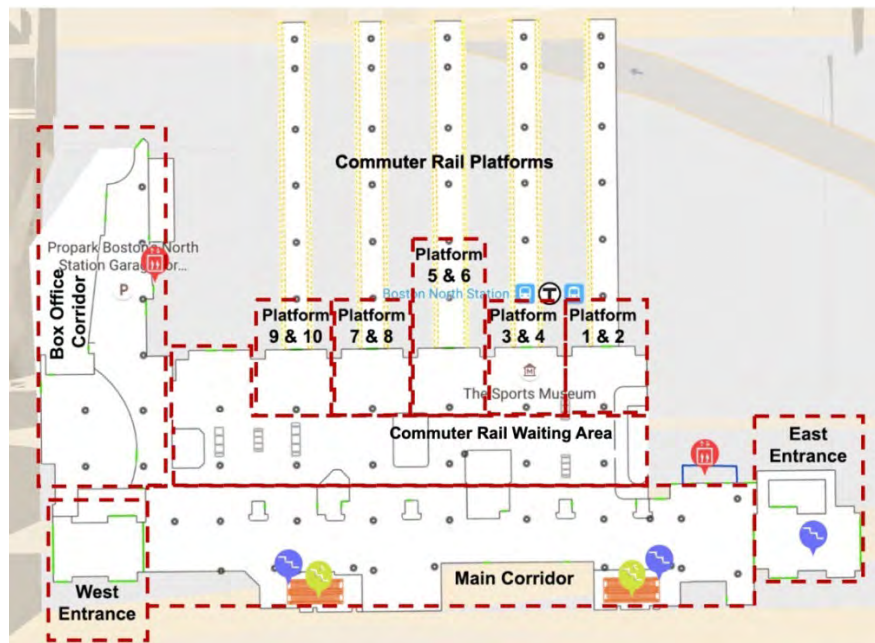 Commuter Rail Platforms
Propark Boston's North
Station Garage
P
Box Office
Corridor
Platform
5 & 6
Boston North Station
T
Platform
9 & 10
Platform
7 & 8
Platform
3 & 4
Platform
1 & 2
The Sports Museum
Commuter Rail Waiting Area
East
Entrance
Main Corridor
West
Entrance